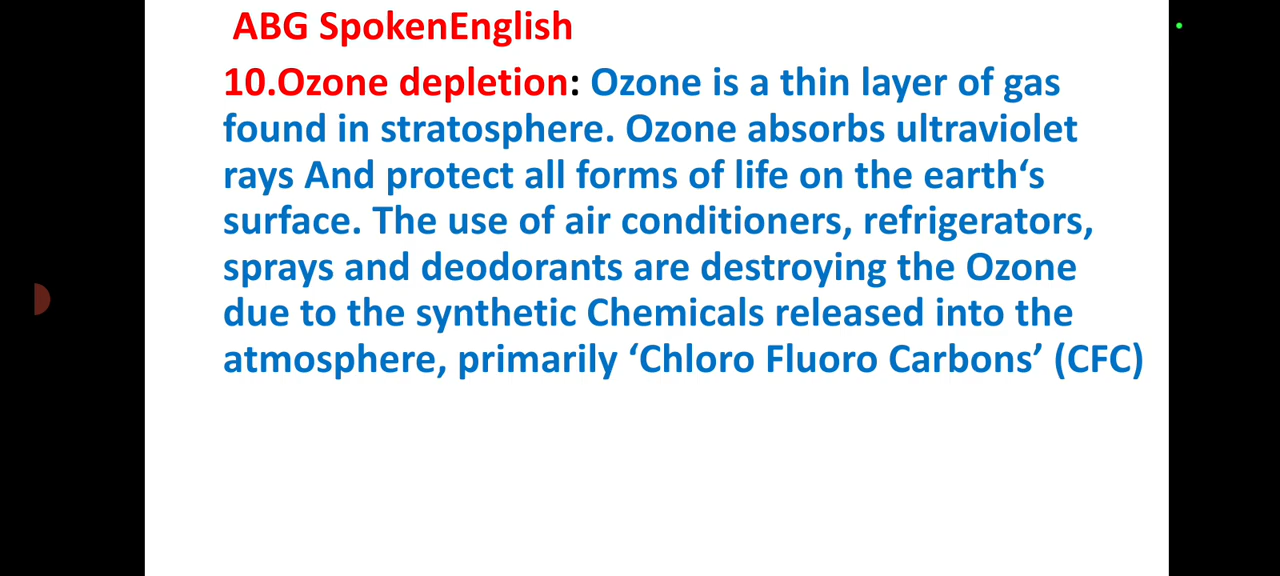 ABG SpokenEnglish
10.Ozone depletion: Ozone is a thin layer of gas
found in stratosphere. Ozone absorbs ultraviolet
rays And protect all forms of life on the earth‘s
surface. The use of air conditioners, refrigerators,
sprays and deodorants are destroying the Ozone
due to the synthetic Chemicals released into the
atmosphere, primarily ‘Chloro Fluoro Carbons’ (CFC)